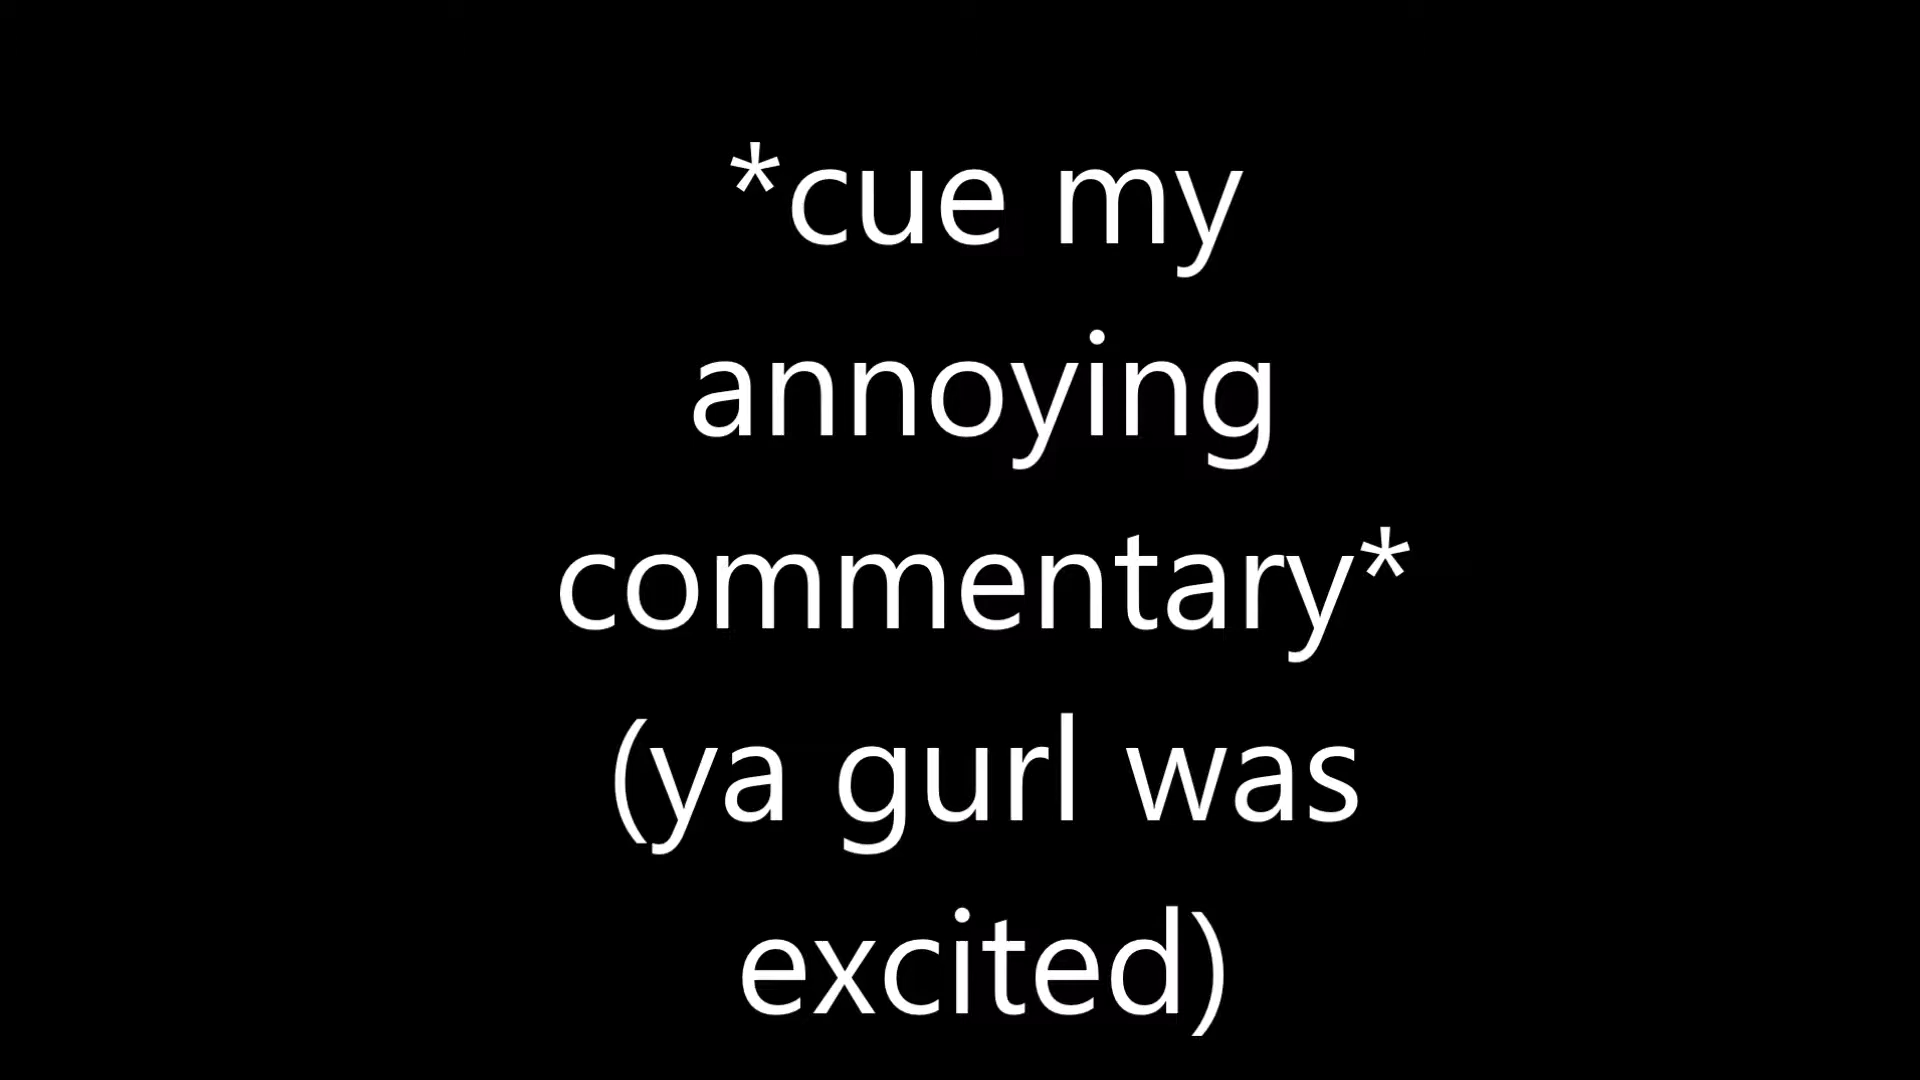 *cue my
annoying
commentary*
(ya gurl was
excited)